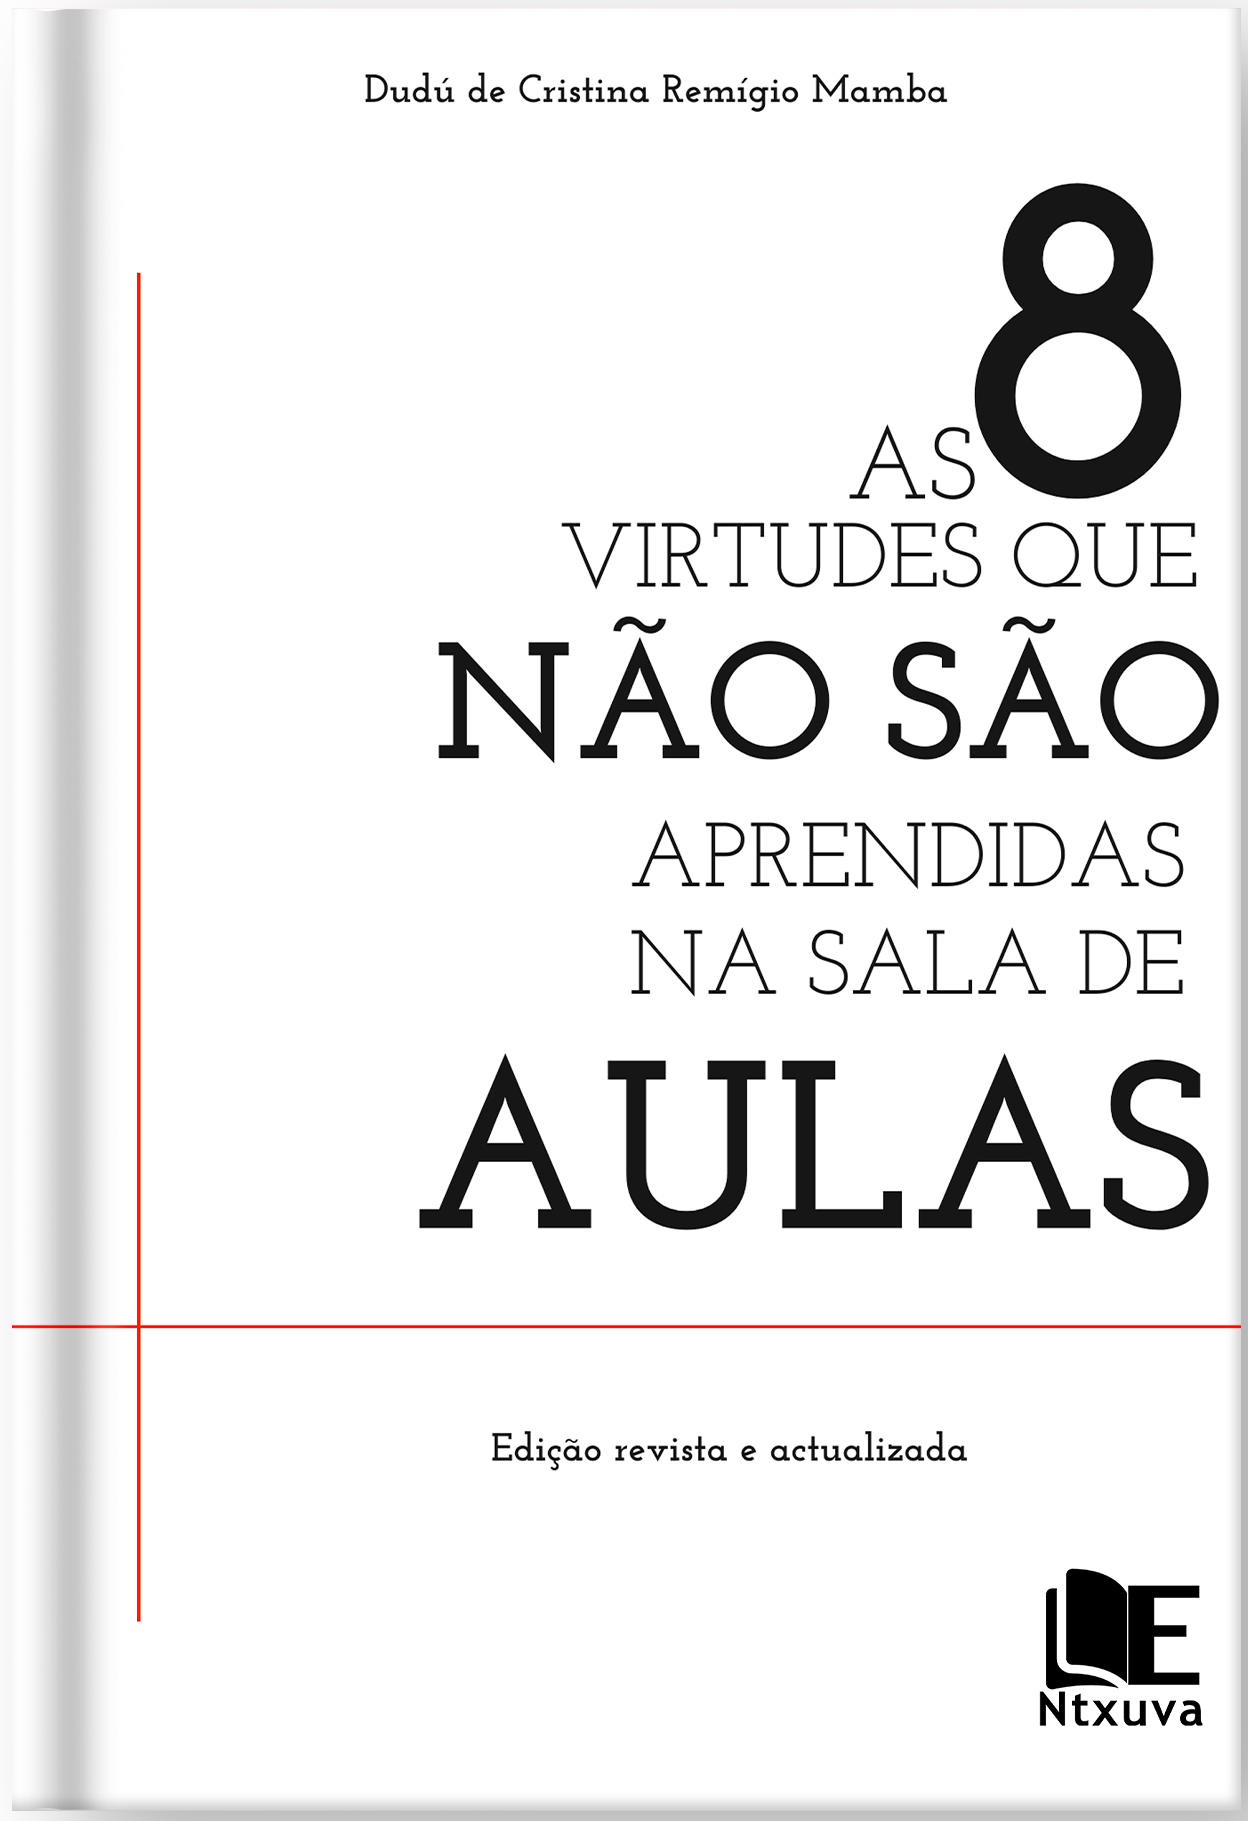 Dudú de Cristina Remígio Mamba
AS 8
VIRTUDES QUE
NÃO SÃO
APRENDIDAS
NA SALA DE
AULAS
Edição revista e actualizada
E
Ntxuva